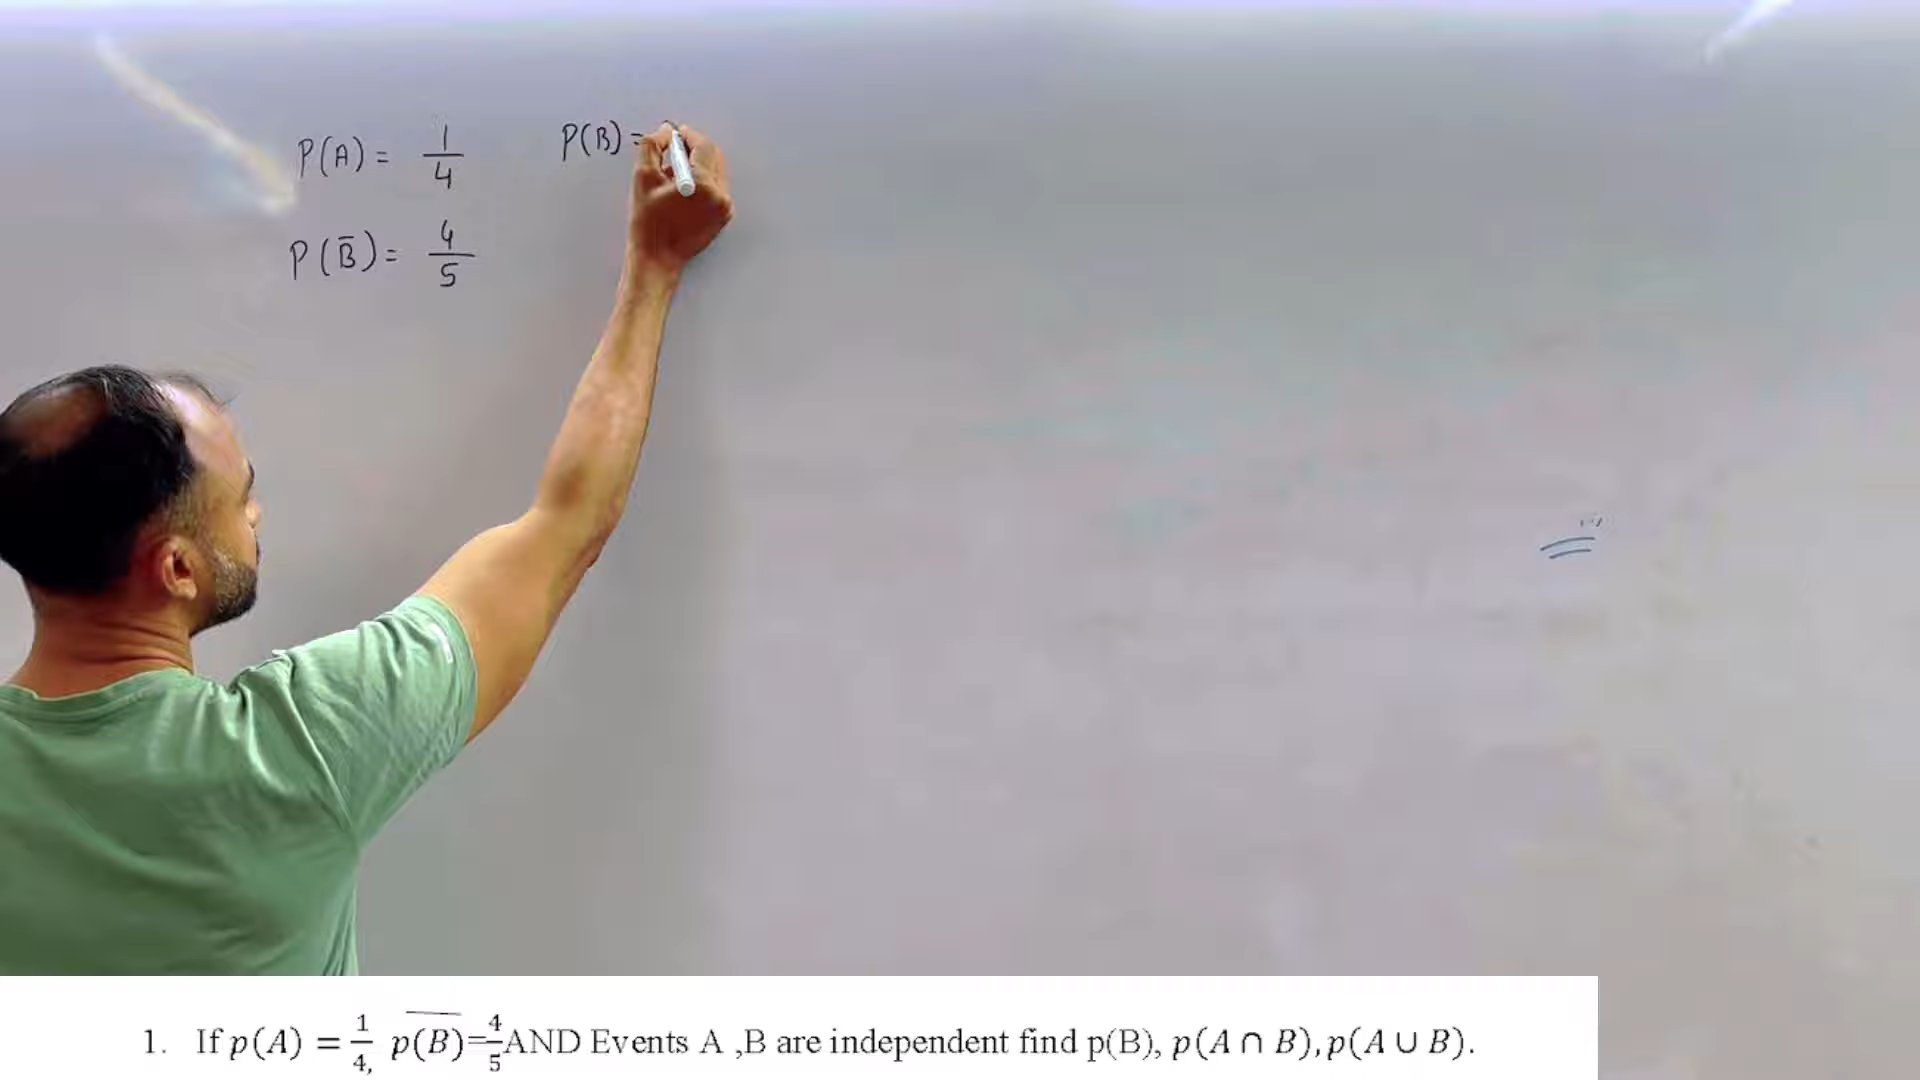 P(A) = 1/4
P(B) =
P(B̄) = 4/5
1. If p(A) = 1/4, p(B)‾ = 4/5 AND Events A ,B are independent find p(B), p(A ∩ B), p(A ∪ B).